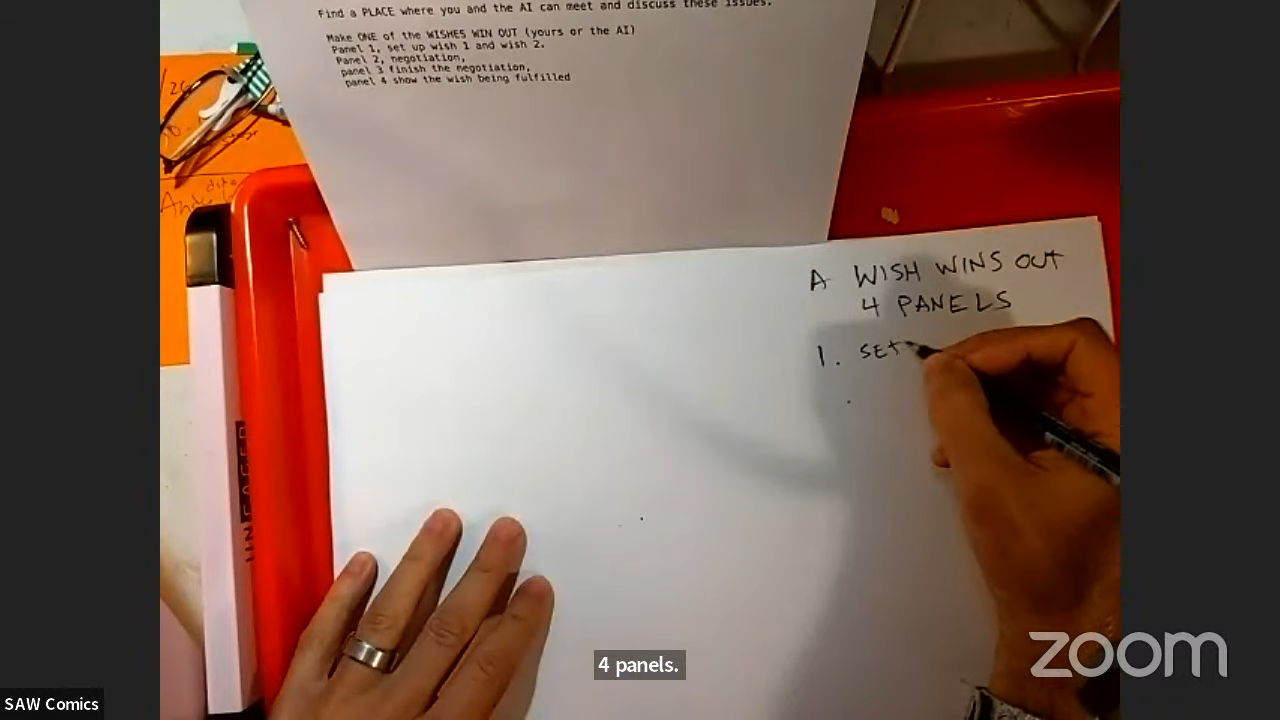 Find a PLACE where you and the AI can meet and discuss these issues.
Make ONE of the WISHES WIN OUT (yours or the AI)
Panel 1, set up wish 1 and wish 2.
Panel 2, negotiation,
panel 3 finish the negotiation,
panel 4 show the wish being fulfilled
A WISH WINS OUT
4 PANELS
1. SET
4 panels.
zoom
SAW Comics